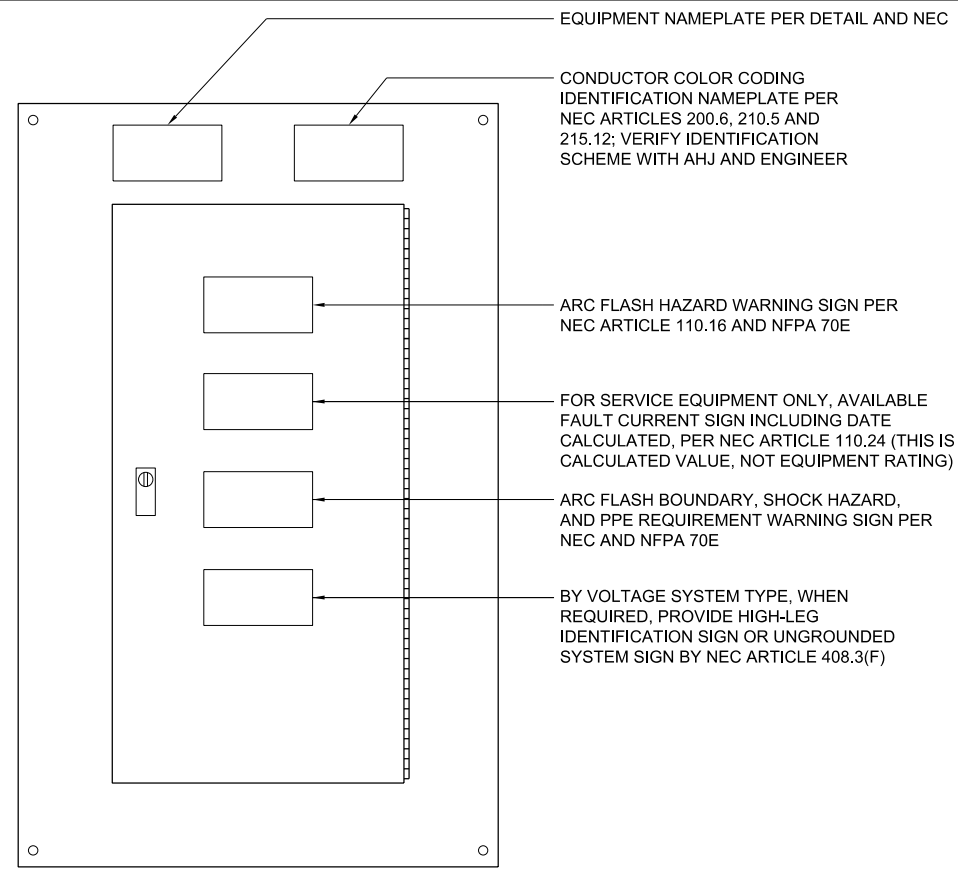 EQUIPMENT NAMEPLATE PER DETAIL AND NEC
CONDUCTOR COLOR CODING
IDENTIFICATION NAMEPLATE PER
NEC ARTICLES 200.6, 210.5 AND
215.12; VERIFY IDENTIFICATION
SCHEME WITH AHJ AND ENGINEER
ARC FLASH HAZARD WARNING SIGN PER
NEC ARTICLE 110.16 AND NFPA 70E
FOR SERVICE EQUIPMENT ONLY, AVAILABLE
FAULT CURRENT SIGN INCLUDING DATE
CALCULATED, PER NEC ARTICLE 110.24 (THIS IS
CALCULATED VALUE, NOT EQUIPMENT RATING)
ARC FLASH BOUNDARY, SHOCK HAZARD,
AND PPE REQUIREMENT WARNING SIGN PER
NEC AND NFPA 70E
BY VOLTAGE SYSTEM TYPE, WHEN
REQUIRED, PROVIDE HIGH-LEG
IDENTIFICATION SIGN OR UNGROUNDED
SYSTEM SIGN BY NEC ARTICLE 408.3(F)